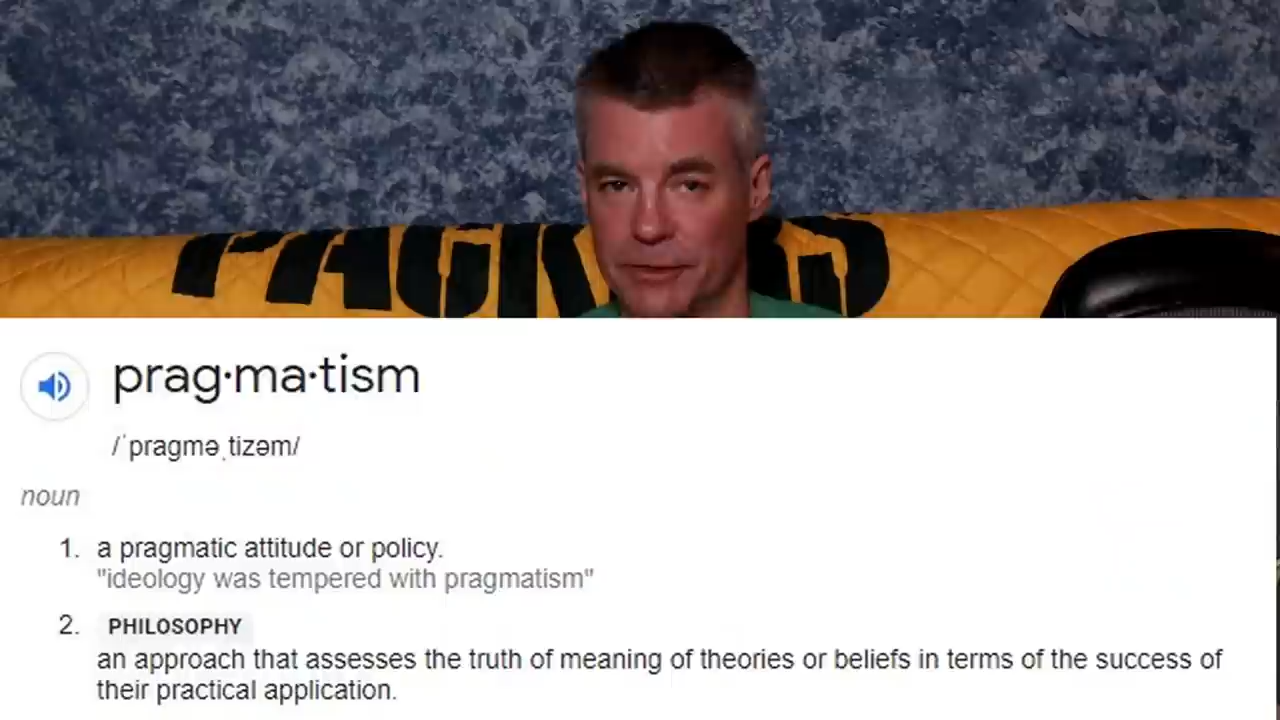 PACKERS
prag·ma·tism
/ˈpragməˌtizəm/
noun
1. a pragmatic attitude or policy.
"ideology was tempered with pragmatism"
2. PHILOSOPHY
an approach that assesses the truth of meaning of theories or beliefs in terms of the success of
their practical application.